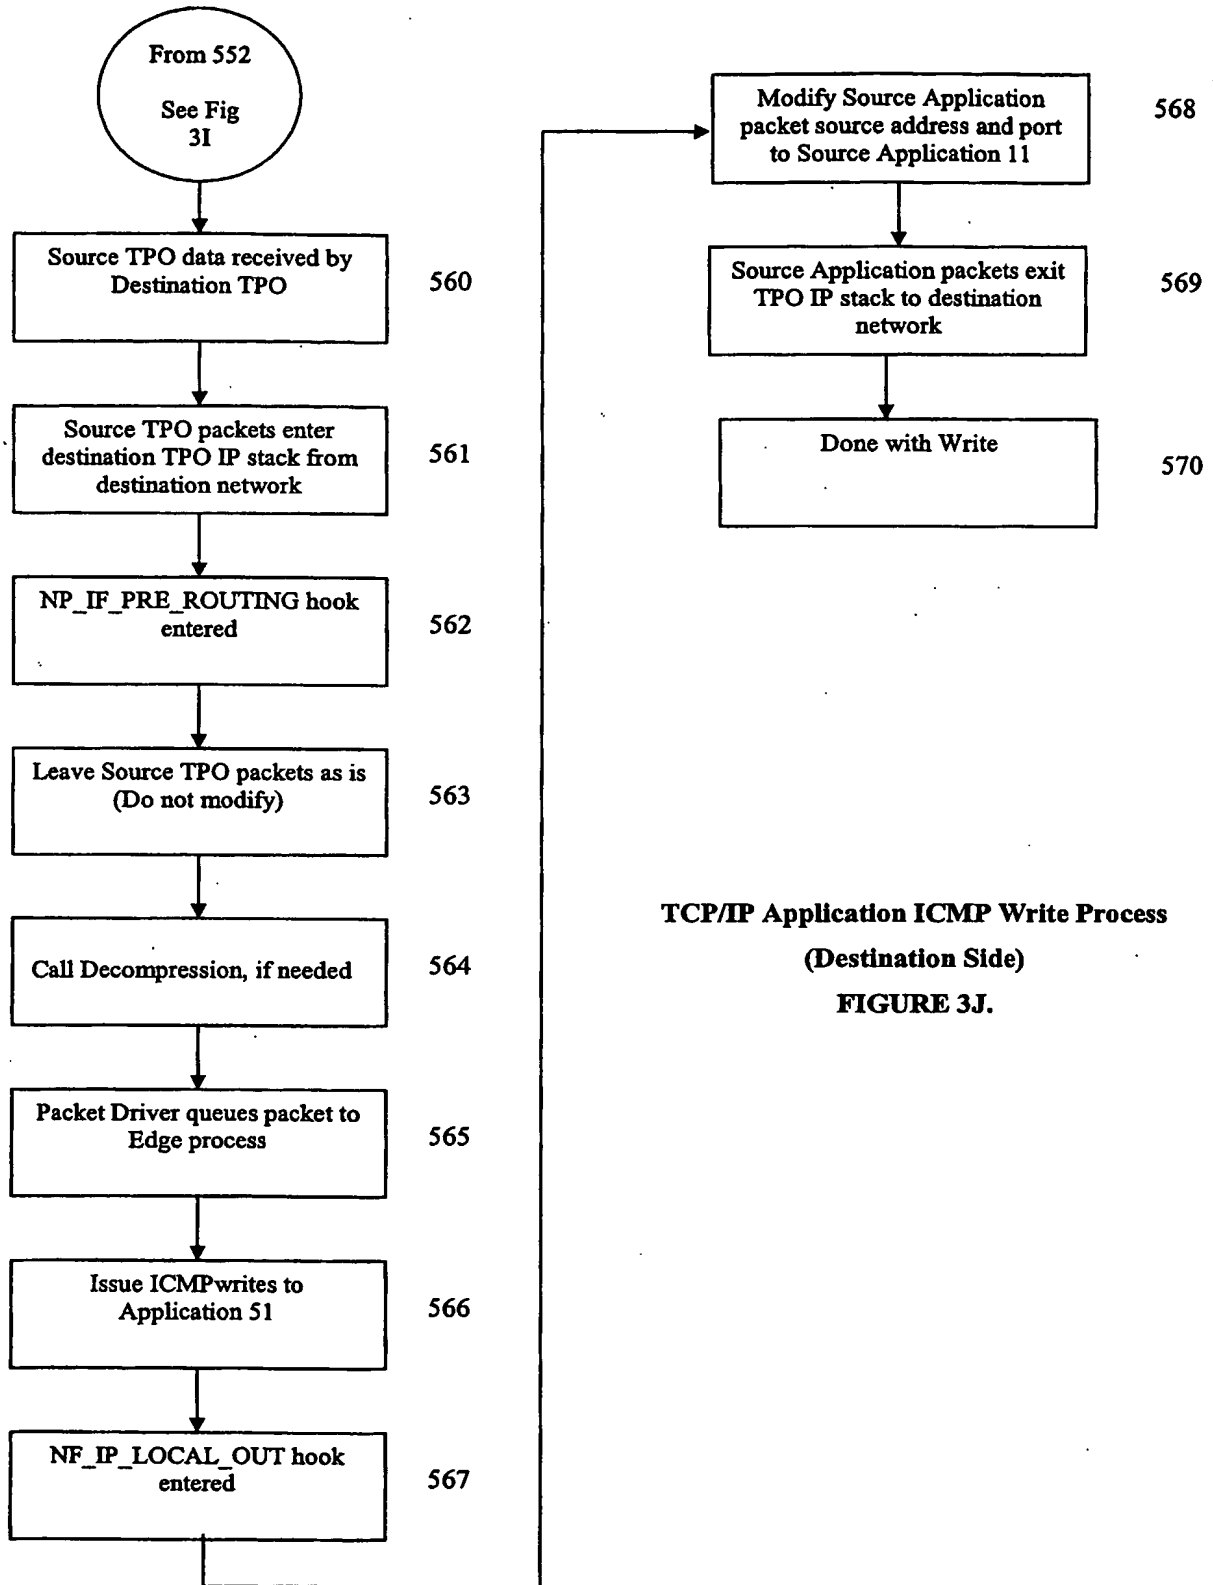 From 552
See Fig
3I
Source TPO data received by
Destination TPO
560
Source TPO packets enter
destination TPO IP stack from
destination network
561
NP_IF_PRE_ROUTING hook
entered
562
Leave Source TPO packets as is
(Do not modify)
563
Call Decompression, if needed
564
Packet Driver queues packet to
Edge process
565
Issue ICMPwrites to
Application 51
566
NF_IP_LOCAL_OUT hook
entered
567
Modify Source Application
packet source address and port
to Source Application 11
568
Source Application packets exit
TPO IP stack to destination
network
569
Done with Write
570
TCP/IP Application ICMP Write Process
(Destination Side)
FIGURE 3J.